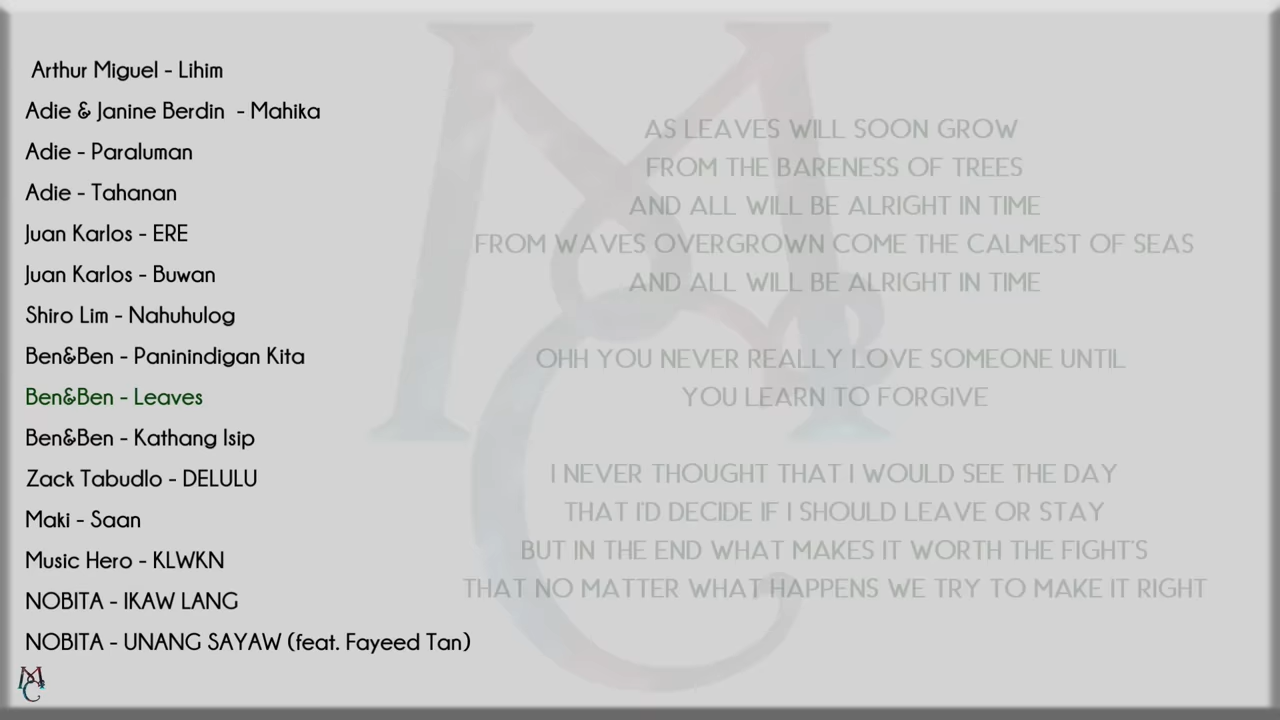 Arthur Miguel - Lihim
Adie & Janine Berdin - Mahika
Adie - Paraluman
Adie - Tahanan
Juan Karlos - ERE
Juan Karlos - Buwan
Shiro Lim - Nahuhulog
Ben&Ben - Paninindigan Kita
Ben&Ben - Leaves
Ben&Ben - Kathang Isip
Zack Tabudlo - DELULU
Maki - Saan
Music Hero - KLWKN
NOBITA - IKAW LANG
NOBITA - UNANG SAYAW (feat. Fayeed Tan)
AS LEAVES WILL SOON GROW
FROM THE BARENESS OF TREES
AND ALL WILL BE ALRIGHT IN TIME
FROM WAVES OVERGROWN COME THE CALMEST OF SEAS
AND ALL WILL BE ALRIGHT IN TIME
OHH YOU NEVER REALLY LOVE SOMEONE UNTIL
YOU LEARN TO FORGIVE
I NEVER THOUGHT THAT I WOULD SEE THE DAY
THAT I'D DECIDE IF I SHOULD LEAVE OR STAY
BUT IN THE END WHAT MAKES IT WORTH THE FIGHT'S
THAT NO MATTER WHAT HAPPENS WE TRY TO MAKE IT RIGHT